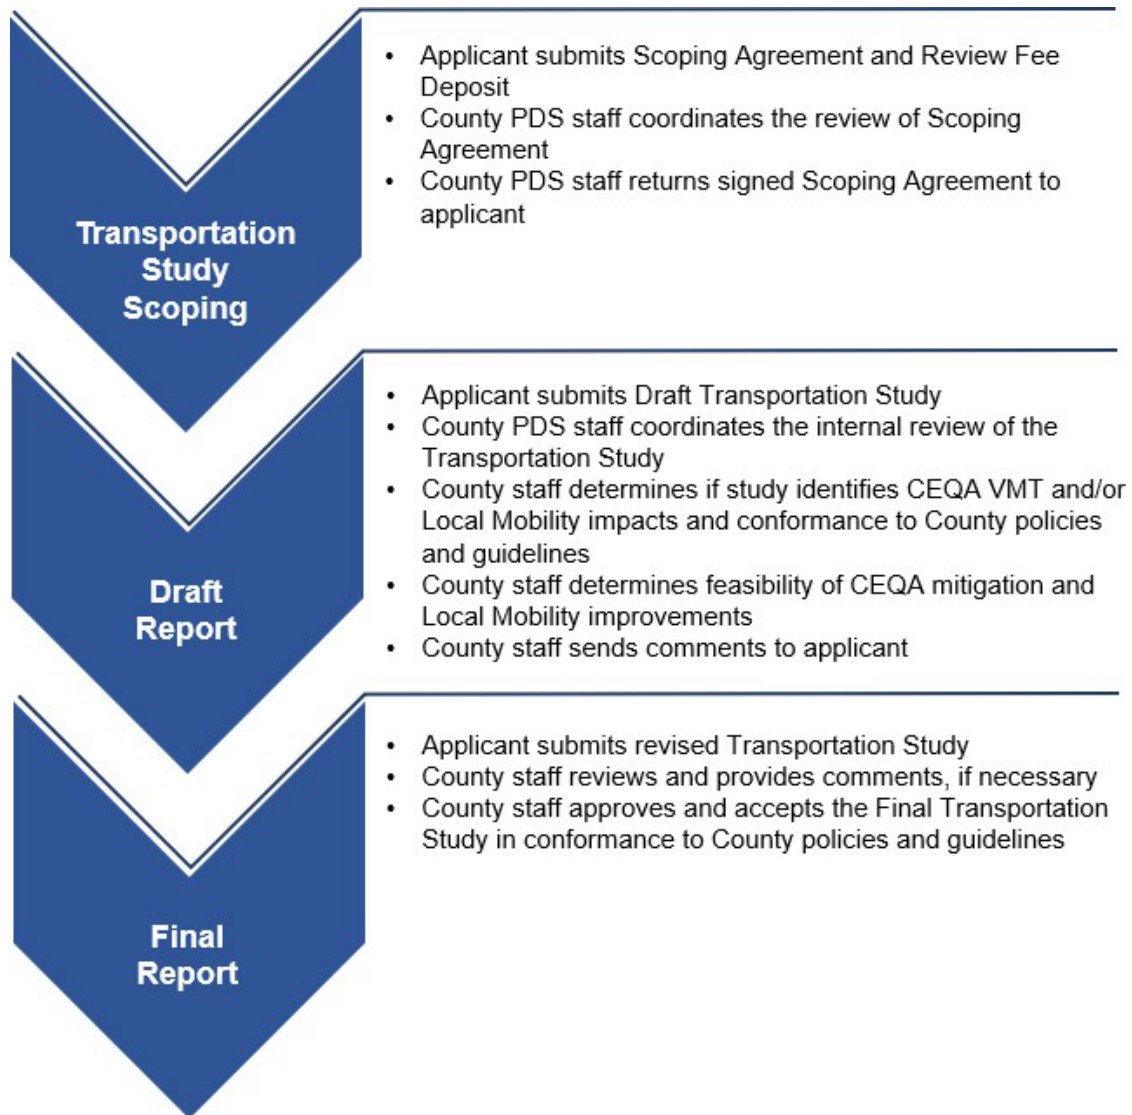 Transportation
Study
Scoping
• Applicant submits Scoping Agreement and Review Fee
Deposit
• County PDS staff coordinates the review of Scoping
Agreement
• County PDS staff returns signed Scoping Agreement to
applicant
Draft
Report
• Applicant submits Draft Transportation Study
• County PDS staff coordinates the internal review of the
Transportation Study
• County staff determines if study identifies CEQA VMT and/or
Local Mobility impacts and conformance to County policies
and guidelines
• County staff determines feasibility of CEQA mitigation and
Local Mobility improvements
• County staff sends comments to applicant
Final
Report
• Applicant submits revised Transportation Study
• County staff reviews and provides comments, if necessary
• County staff approves and accepts the Final Transportation
Study in conformance to County policies and guidelines